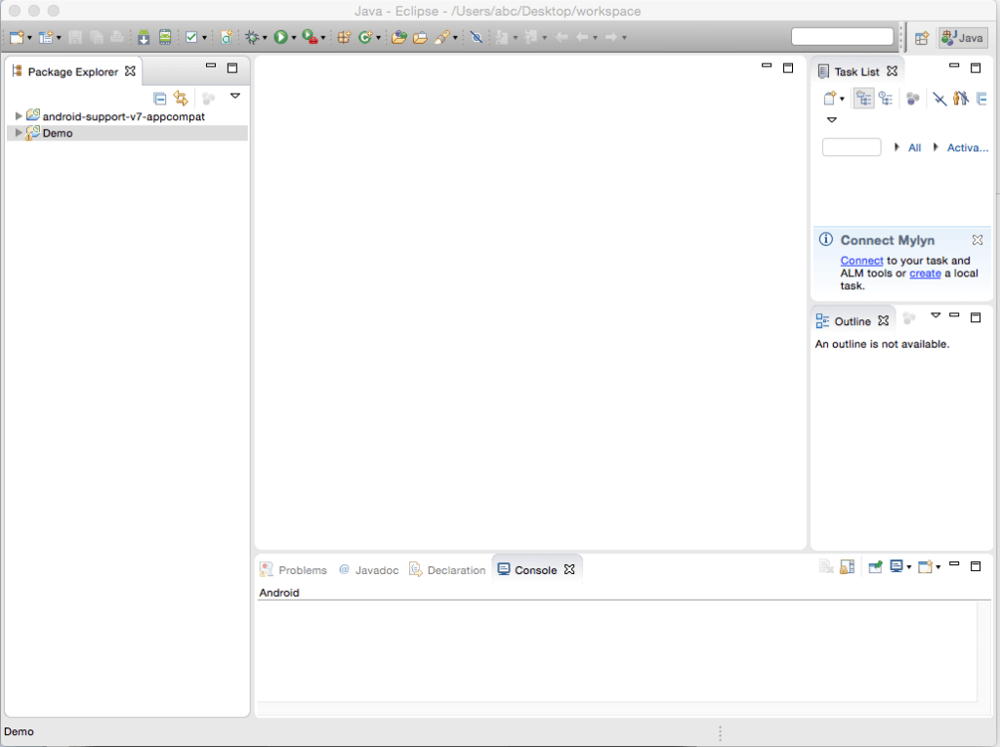 Java - Eclipse - /Users/abc/Desktop/workspace
Java
Package Explorer
android-support-v7-appcompat
Demo
Task List
All
Activa...
Connect Mylyn
Connect to your task and
ALM tools or create a local
task.
Outline
An outline is not available.
Problems
@ Javadoc
Declaration
Console
Android
Demo